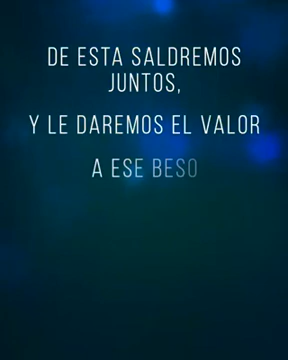 DE ESTA SALDREMOS
JUNTOS,
Y LE DAREMOS EL VALOR
A ESE BESO